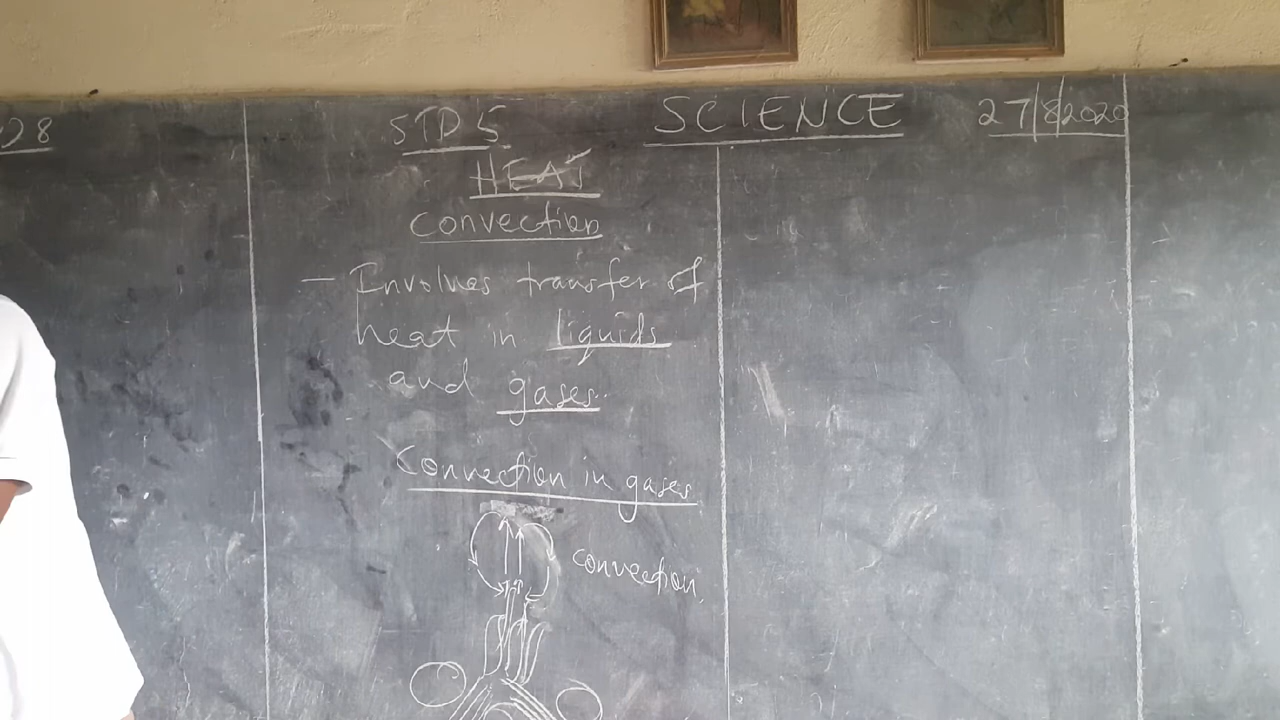 28
STD 5 SCIENCE 27/8/2020
HEAT
Convection
- Involves transfer of
heat in liquids
and gases.
Convection in gases
convection.